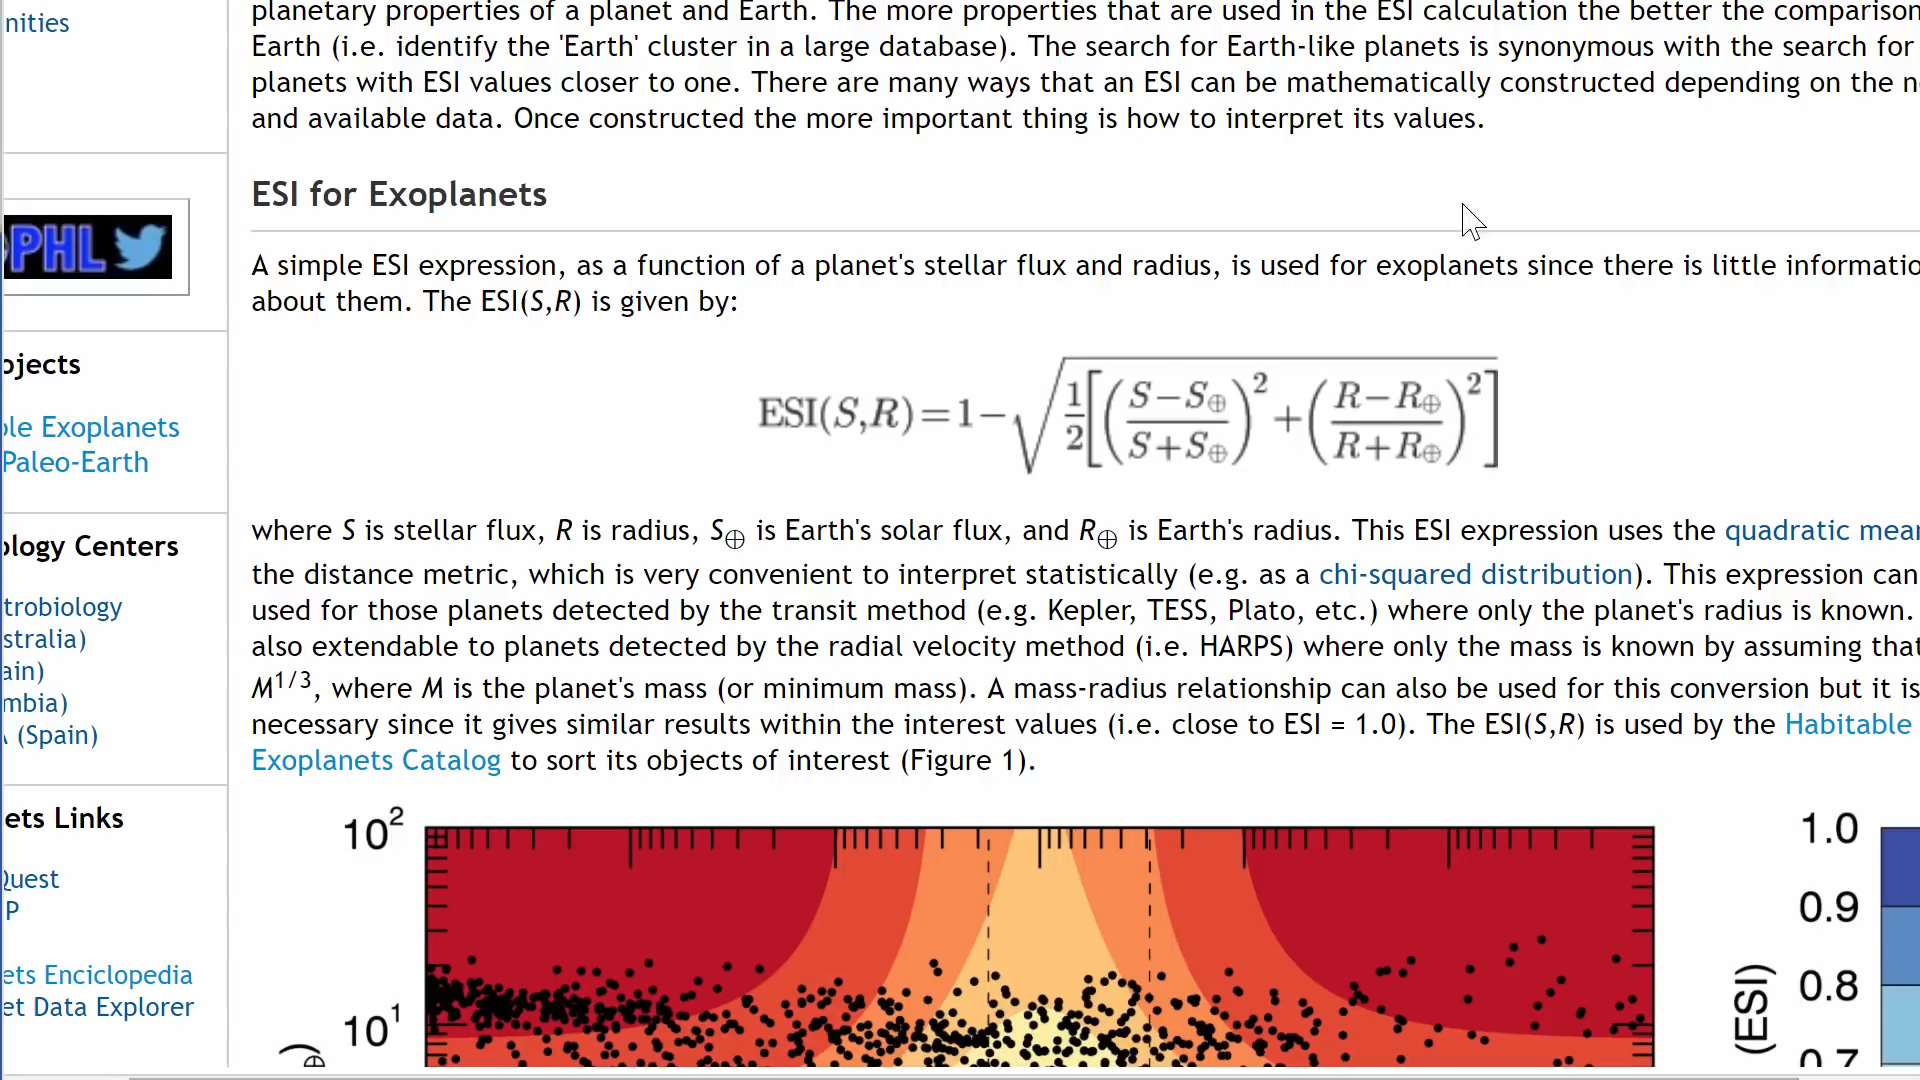 nities
planetary properties of a planet and Earth. The more properties that are used in the ESI calculation the better the comparison
Earth (i.e. identify the 'Earth' cluster in a large database). The search for Earth-like planets is synonymous with the search for
planets with ESI values closer to one. There are many ways that an ESI can be mathematically constructed depending on the n
and available data. Once constructed the more important thing is how to interpret its values.
ESI for Exoplanets
A simple ESI expression, as a function of a planet's stellar flux and radius, is used for exoplanets since there is little informatio
about them. The ESI(S,R) is given by:
ESI(S,R)=1−√(1/2[((S−S⊕)/(S+S⊕))²+((R−R⊕)/(R+R⊕))²])
where S is stellar flux, R is radius, S⊕ is Earth's solar flux, and R⊕ is Earth's radius. This ESI expression uses the quadratic mean
the distance metric, which is very convenient to interpret statistically (e.g. as a chi-squared distribution). This expression can
used for those planets detected by the transit method (e.g. Kepler, TESS, Plato, etc.) where only the planet's radius is known.
also extendable to planets detected by the radial velocity method (i.e. HARPS) where only the mass is known by assuming that
M^1/3, where M is the planet's mass (or minimum mass). A mass-radius relationship can also be used for this conversion but it is
necessary since it gives similar results within the interest values (i.e. close to ESI = 1.0). The ESI(S,R) is used by the Habitable
Exoplanets Catalog to sort its objects of interest (Figure 1).
PHL
ojects
ble Exoplanets
Paleo-Earth
ology Centers
trobiology
stralia)
ain)
mbia)
(Spain)
ets Links
Quest
P
ets Enciclopedia
et Data Explorer
10²
10¹
⊕)
1.0
0.9
0.8
0.7
(ESI)